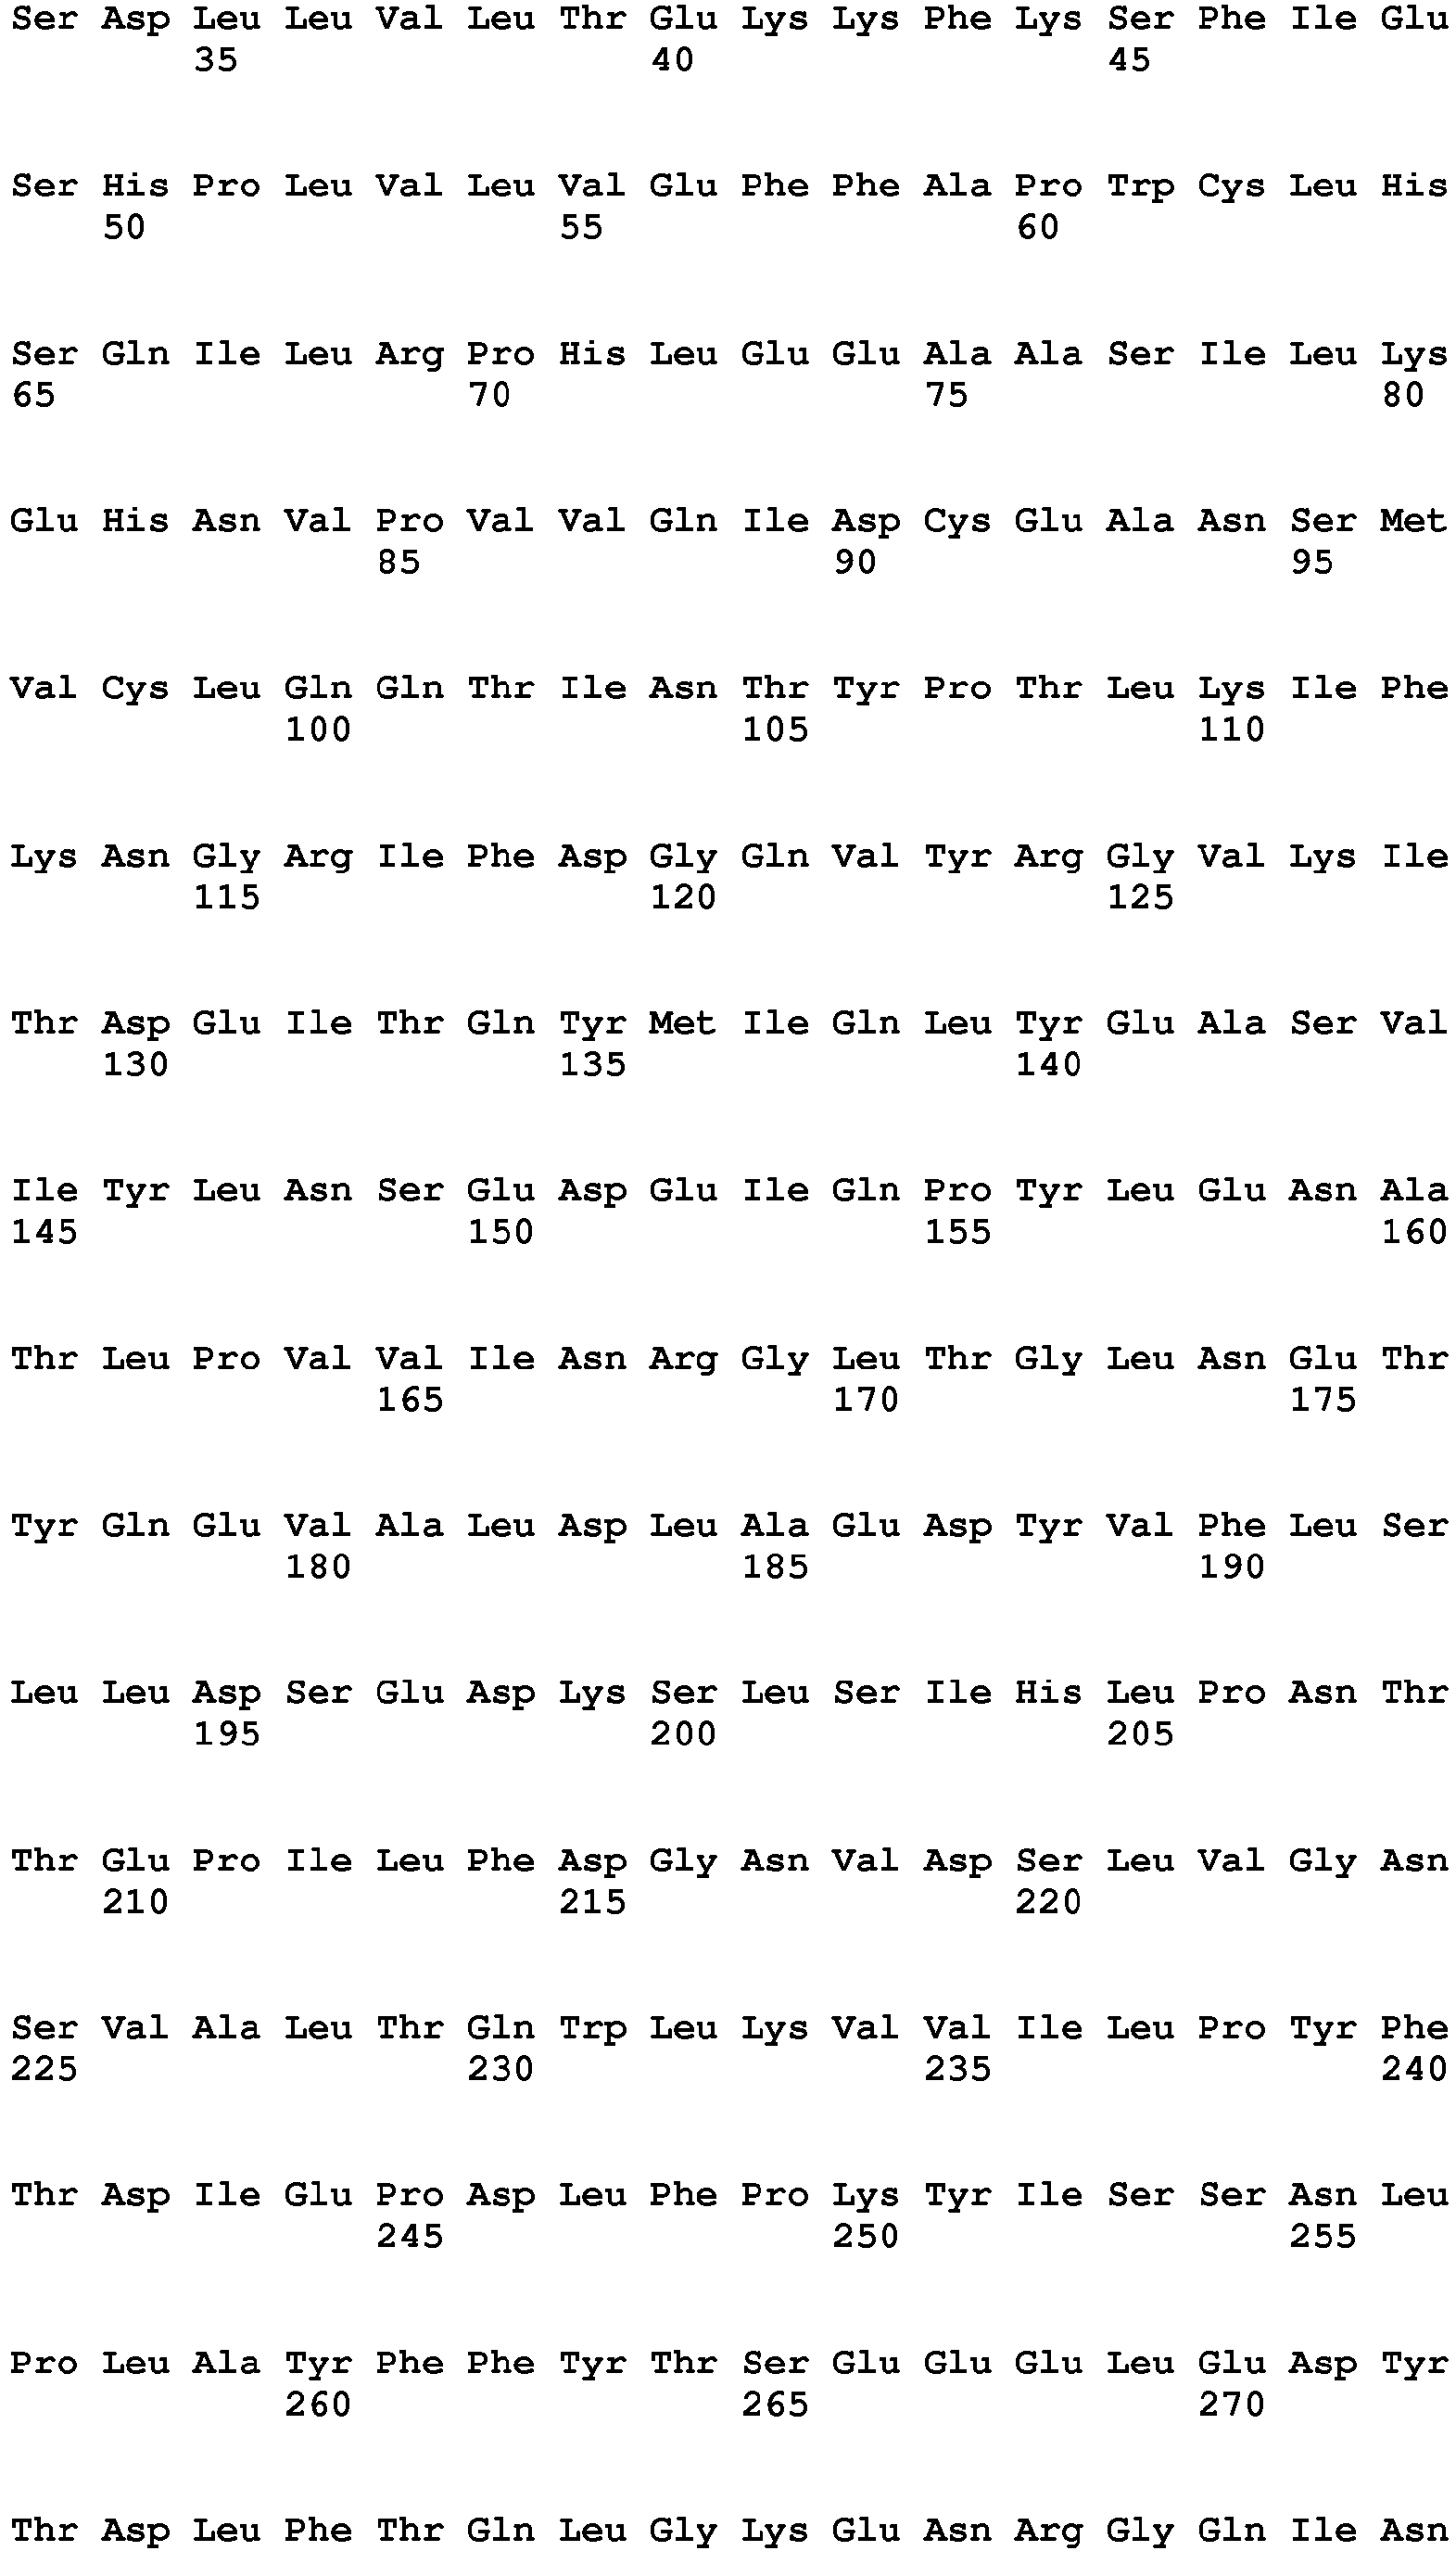 Ser Asp Leu Leu Val Leu Thr Glu Lys Lys Phe Lys Ser Phe Ile Glu
35 40 45
Ser His Pro Leu Val Leu Val Glu Phe Phe Ala Pro Trp Cys Leu His
50 55 60
Ser Gln Ile Leu Arg Pro His Leu Glu Glu Ala Ala Ser Ile Leu Lys
65 70 75 80
Glu His Asn Val Pro Val Val Gln Ile Asp Cys Glu Ala Asn Ser Met
85 90 95
Val Cys Leu Gln Gln Thr Ile Asn Thr Tyr Pro Thr Leu Lys Ile Phe
100 105 110
Lys Asn Gly Arg Ile Phe Asp Gly Gln Val Tyr Arg Gly Val Lys Ile
115 120 125
Thr Asp Glu Ile Thr Gln Tyr Met Ile Gln Leu Tyr Glu Ala Ser Val
130 135 140
Ile Tyr Leu Asn Ser Glu Asp Glu Ile Gln Pro Tyr Leu Glu Asn Ala
145 150 155 160
Thr Leu Pro Val Val Ile Asn Arg Gly Leu Thr Gly Leu Asn Glu Thr
165 170 175
Tyr Gln Glu Val Ala Leu Asp Leu Ala Glu Asp Tyr Val Phe Leu Ser
180 185 190
Leu Leu Asp Ser Glu Asp Lys Ser Leu Ser Ile His Leu Pro Asn Thr
195 200 205
Thr Glu Pro Ile Leu Phe Asp Gly Asn Val Asp Ser Leu Val Gly Asn
210 215 220
Ser Val Ala Leu Thr Gln Trp Leu Lys Val Val Ile Leu Pro Tyr Phe
225 230 235 240
Thr Asp Ile Glu Pro Asp Leu Phe Pro Lys Tyr Ile Ser Ser Asn Leu
245 250 255
Pro Leu Ala Tyr Phe Phe Tyr Thr Ser Glu Glu Glu Leu Glu Asp Tyr
260 265 270
Thr Asp Leu Phe Thr Gln Leu Gly Lys Glu Asn Arg Gly Gln Ile Asn